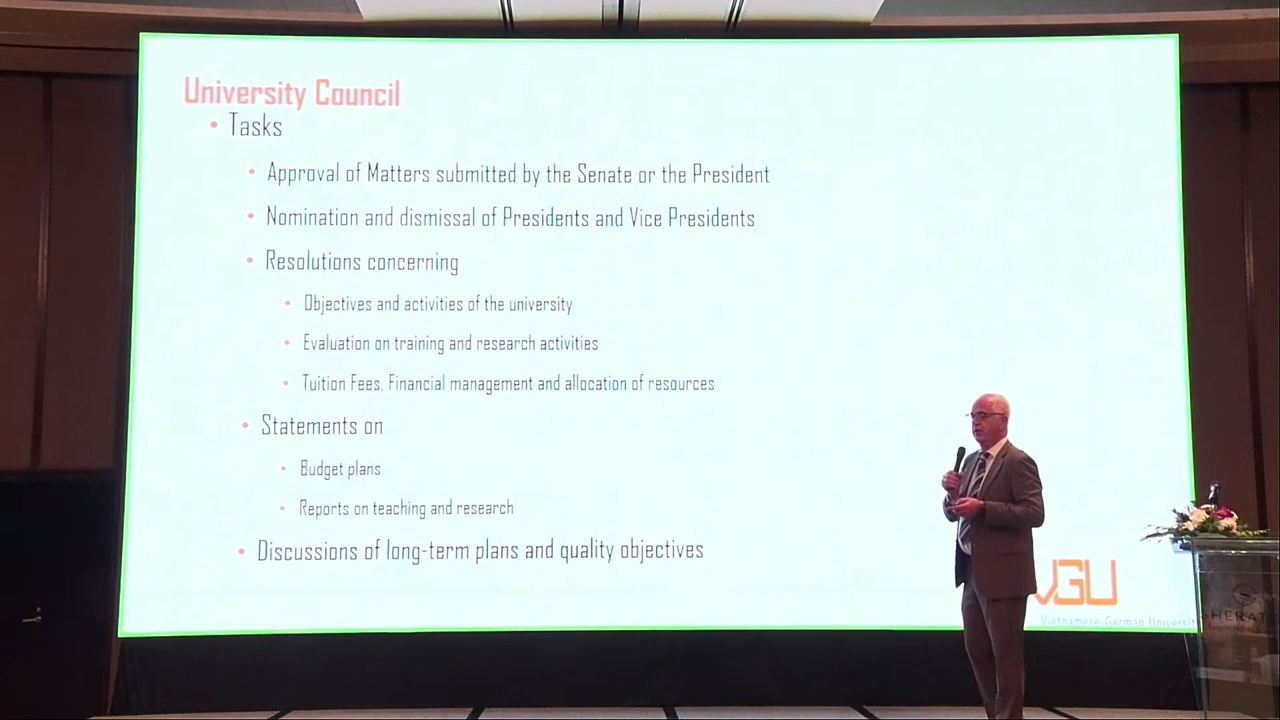 University Council
• Tasks
• Approval of Matters submitted by the Senate or the President
• Nomination and dismissal of Presidents and Vice Presidents
• Resolutions concerning
• Objectives and activities of the university
• Evaluation on training and research activities
• Tuition Fees, Financial management and allocation of resources
• Statements on
• Budget plans
• Reports on teaching and research
• Discussions of long-term plans and quality objectives
VGU
Vietnamese-German Universit
SHERAT